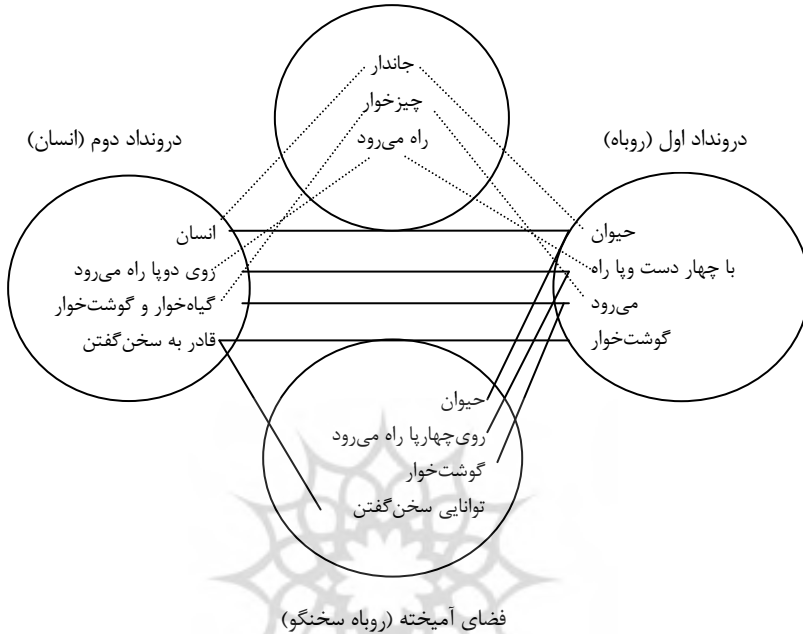 جاندار
چیزخوار
راه می‌رود
درونداد اول (روباه)
درونداد دوم (انسان)
حیوان
با چهار دست وپا راه
می‌رود
گوشت‌خوار
انسان
روی دوپا راه می‌رود
گیاه‌خوار و گوشت‌خوار
قادر به سخن‌گفتن
حیوان
روی‌چهارپا راه می‌رود
گوشت‌خوار
توانایی سخن‌گفتن
فضای آمیخته (روباه سخنگو)